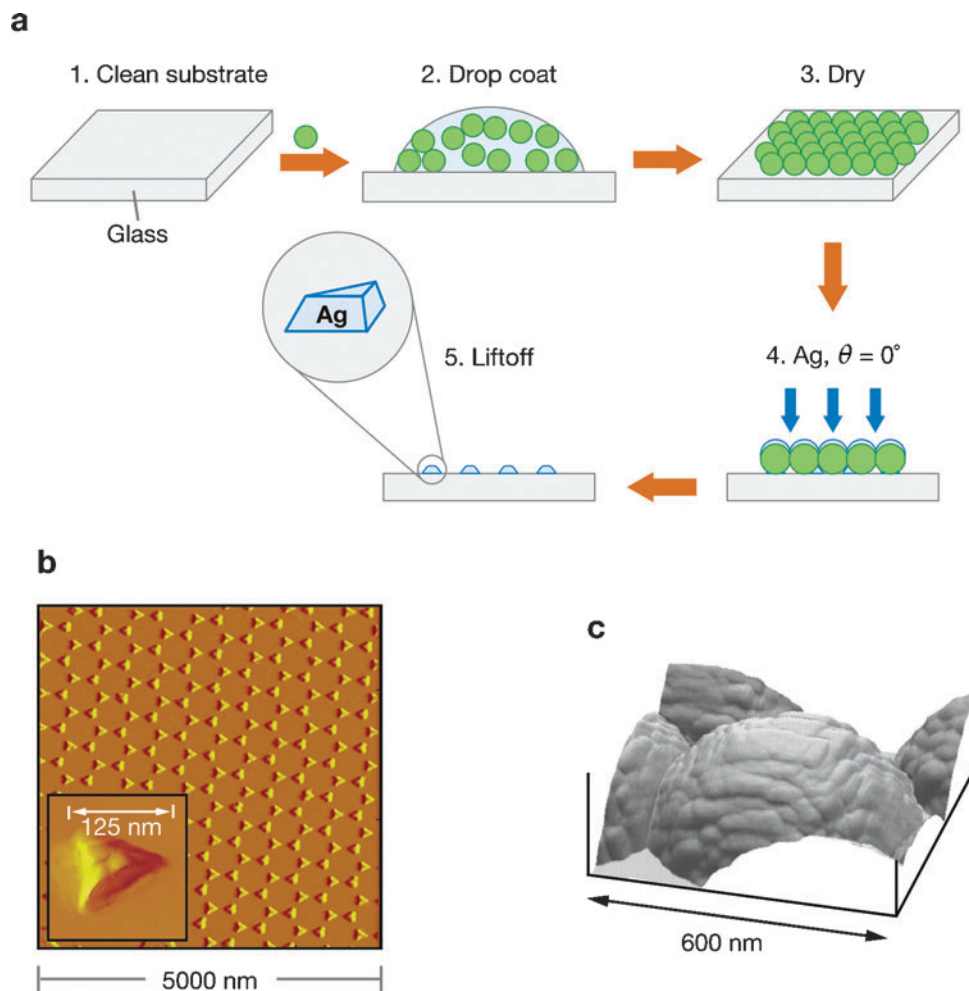 a
1. Clean substrate
2. Drop coat
3. Dry
Glass
Ag
5. Liftoff
4. Ag, θ = 0°
b
125 nm
5000 nm
c
600 nm